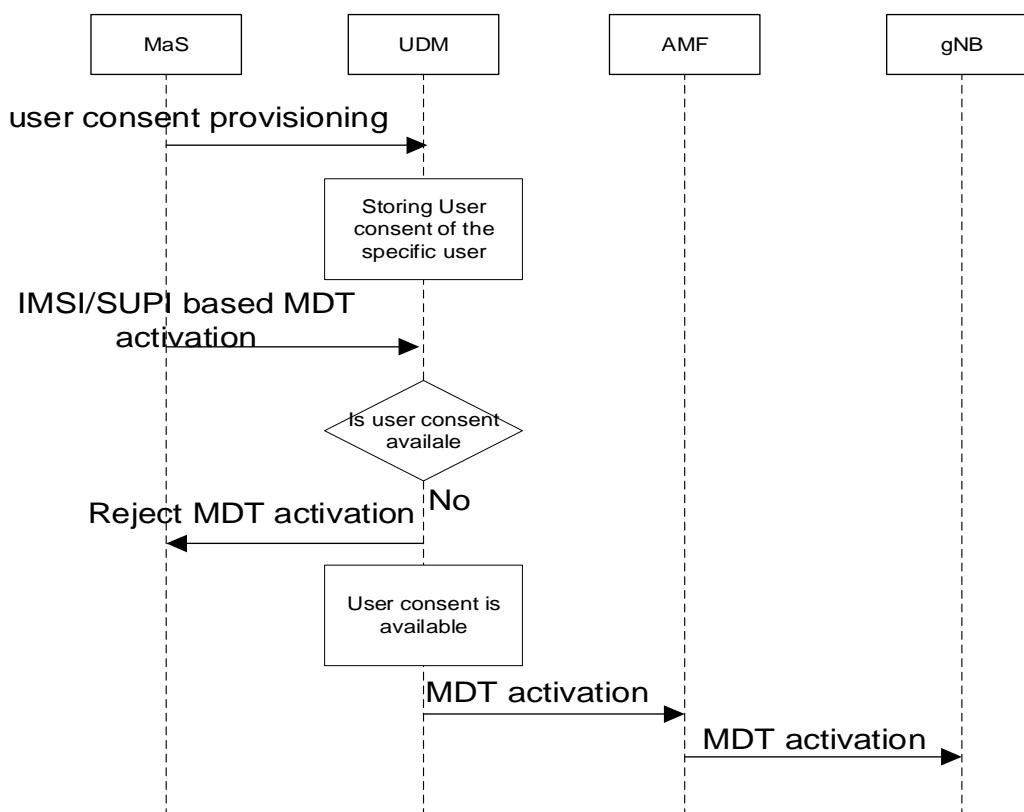 MaS
UDM
AMF
gNB
user consent provisioning
Storing User
consent of the
specific user
IMSI/SUPI based MDT
activation
Is user consent
availale
No
Reject MDT activation
User consent is
available
MDT activation
MDT activation